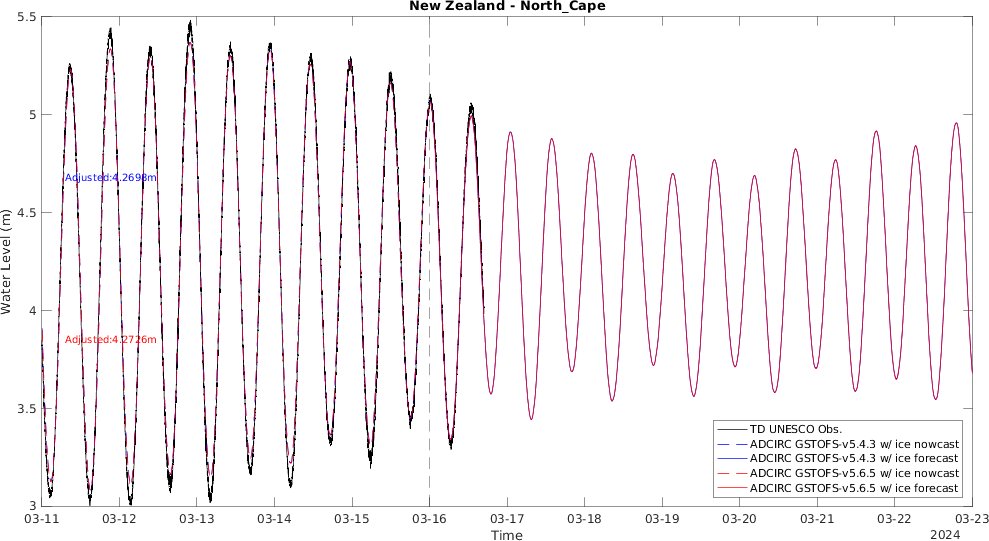 New Zealand - North_Cape
Water Level (m)
5.5
5
4.5
4
3.5
3
Adjusted:4.2698m
Adjusted:4.2726m
TD UNESCO Obs.
ADCIRC GSTOFS-v5.4.3 w/ ice nowcast
ADCIRC GSTOFS-v5.4.3 w/ ice forecast
ADCIRC GSTOFS-v5.6.5 w/ ice nowcast
ADCIRC GSTOFS-v5.6.5 w/ ice forecast
03-11 03-12 03-13 03-14 03-15 03-16 03-17 03-18 03-19 03-20 03-21 03-22 03-23
Time
2024